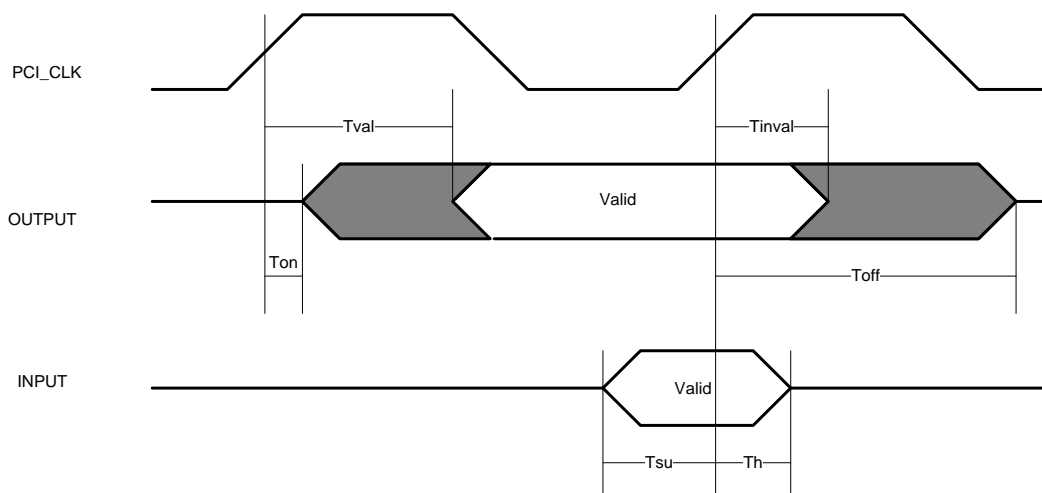 PCI_CLK
Tval
Tinval
OUTPUT
Valid
Ton
Toff
INPUT
Valid
Tsu
Th